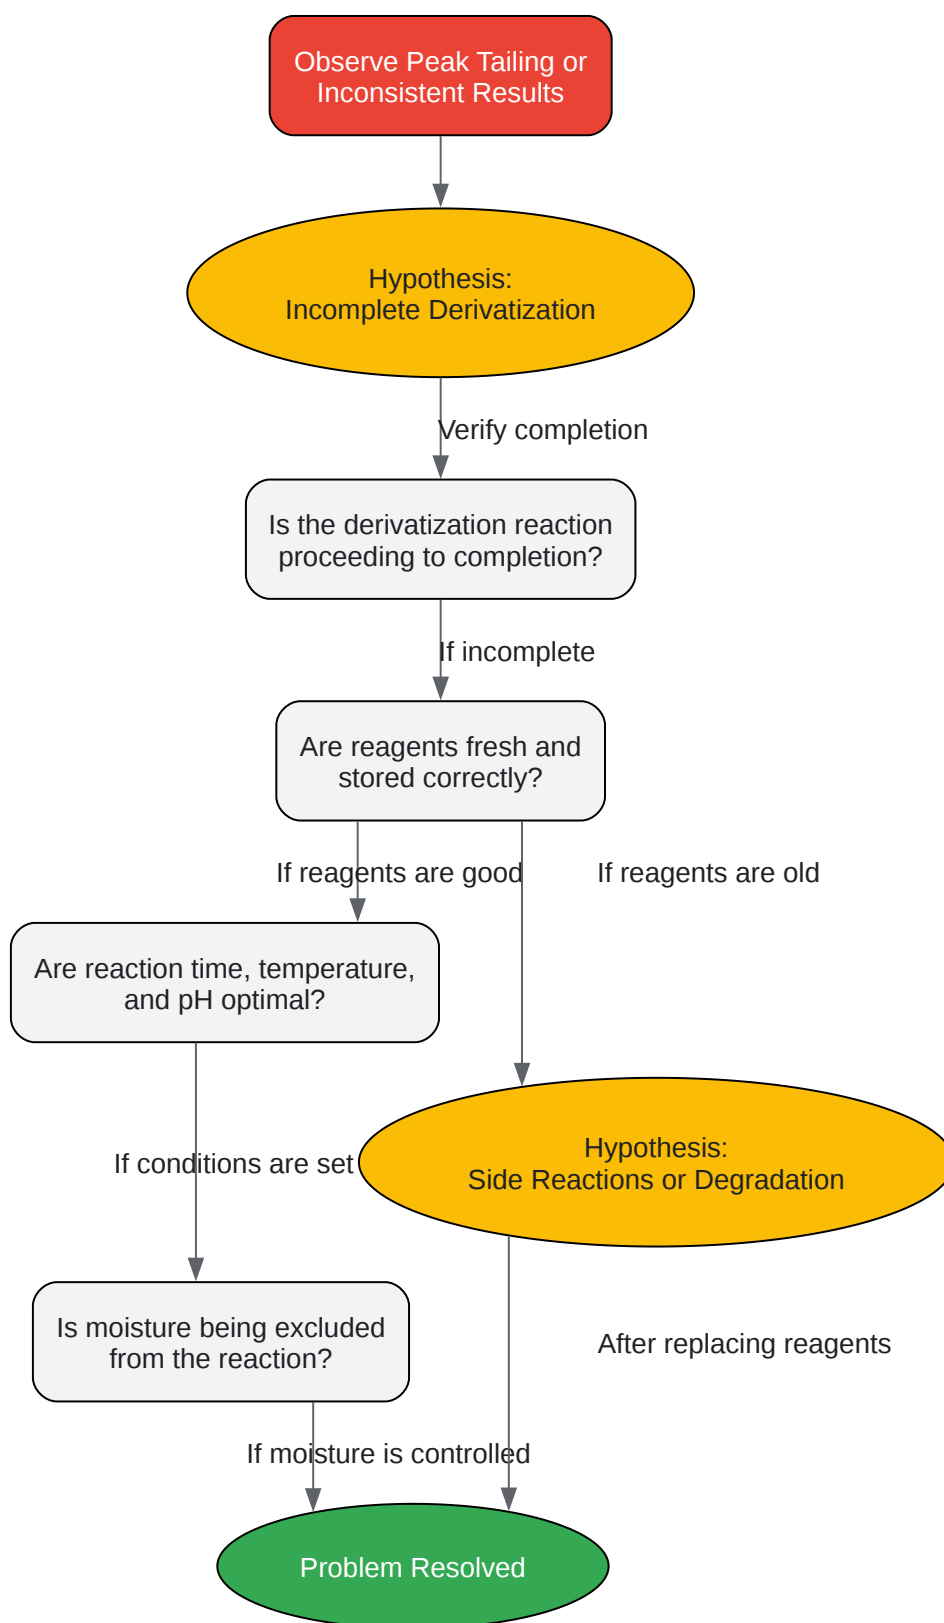 Observe Peak Tailing or
Inconsistent Results
Hypothesis:
Incomplete Derivatization
Verify completion
Is the derivatization reaction
proceeding to completion?
If incomplete
Are reagents fresh and
stored correctly?
If reagents are good
If reagents are old
Are reaction time, temperature,
and pH optimal?
If conditions are set
Hypothesis:
Side Reactions or Degradation
Is moisture being excluded
from the reaction?
After replacing reagents
If moisture is controlled
Problem Resolved